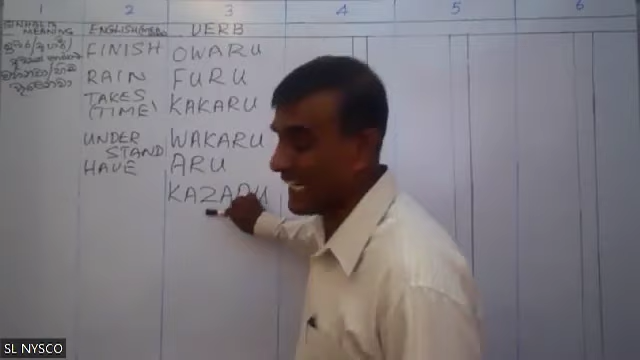 1 2 3 4 5 6
MEANING ENGLISH VERB
FINISH OWARU
RAIN FURU
TAKES KAKARU
(TIME)
UNDER WAKARU
STAND
HAVE ARU
KAZARU
SL NYSCO